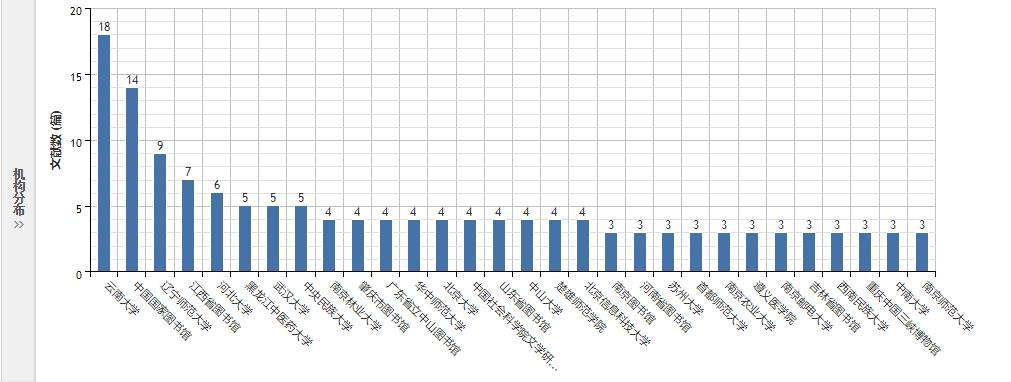 机构分布
»
文献数 (篇)
20
15
10
5
0
18
14
9
7
6
5
5
5
4
4
4
4
4
4
4
4
4
4
3
3
3
3
3
3
3
3
3
3
3
3
云南大学
中国国家图书馆
辽宁师范大学
江西省图书馆
河北大学
黑龙江中医药大学
武汉大学
中央民族大学
南京林业大学
肇庆市图书馆
广东省立中山图书馆
华中师范大学
北京大学
中国社会科学院文学研...
山东省图书馆
中山大学
楚雄师范学院
北京信息科技大学
南京图书馆
河南省图书馆
苏州大学
首都师范大学
南京农业大学
遵义医学院
南京邮电大学
吉林省图书馆
西南民族大学
重庆中国三峡博物馆
中南大学
南京师范大学